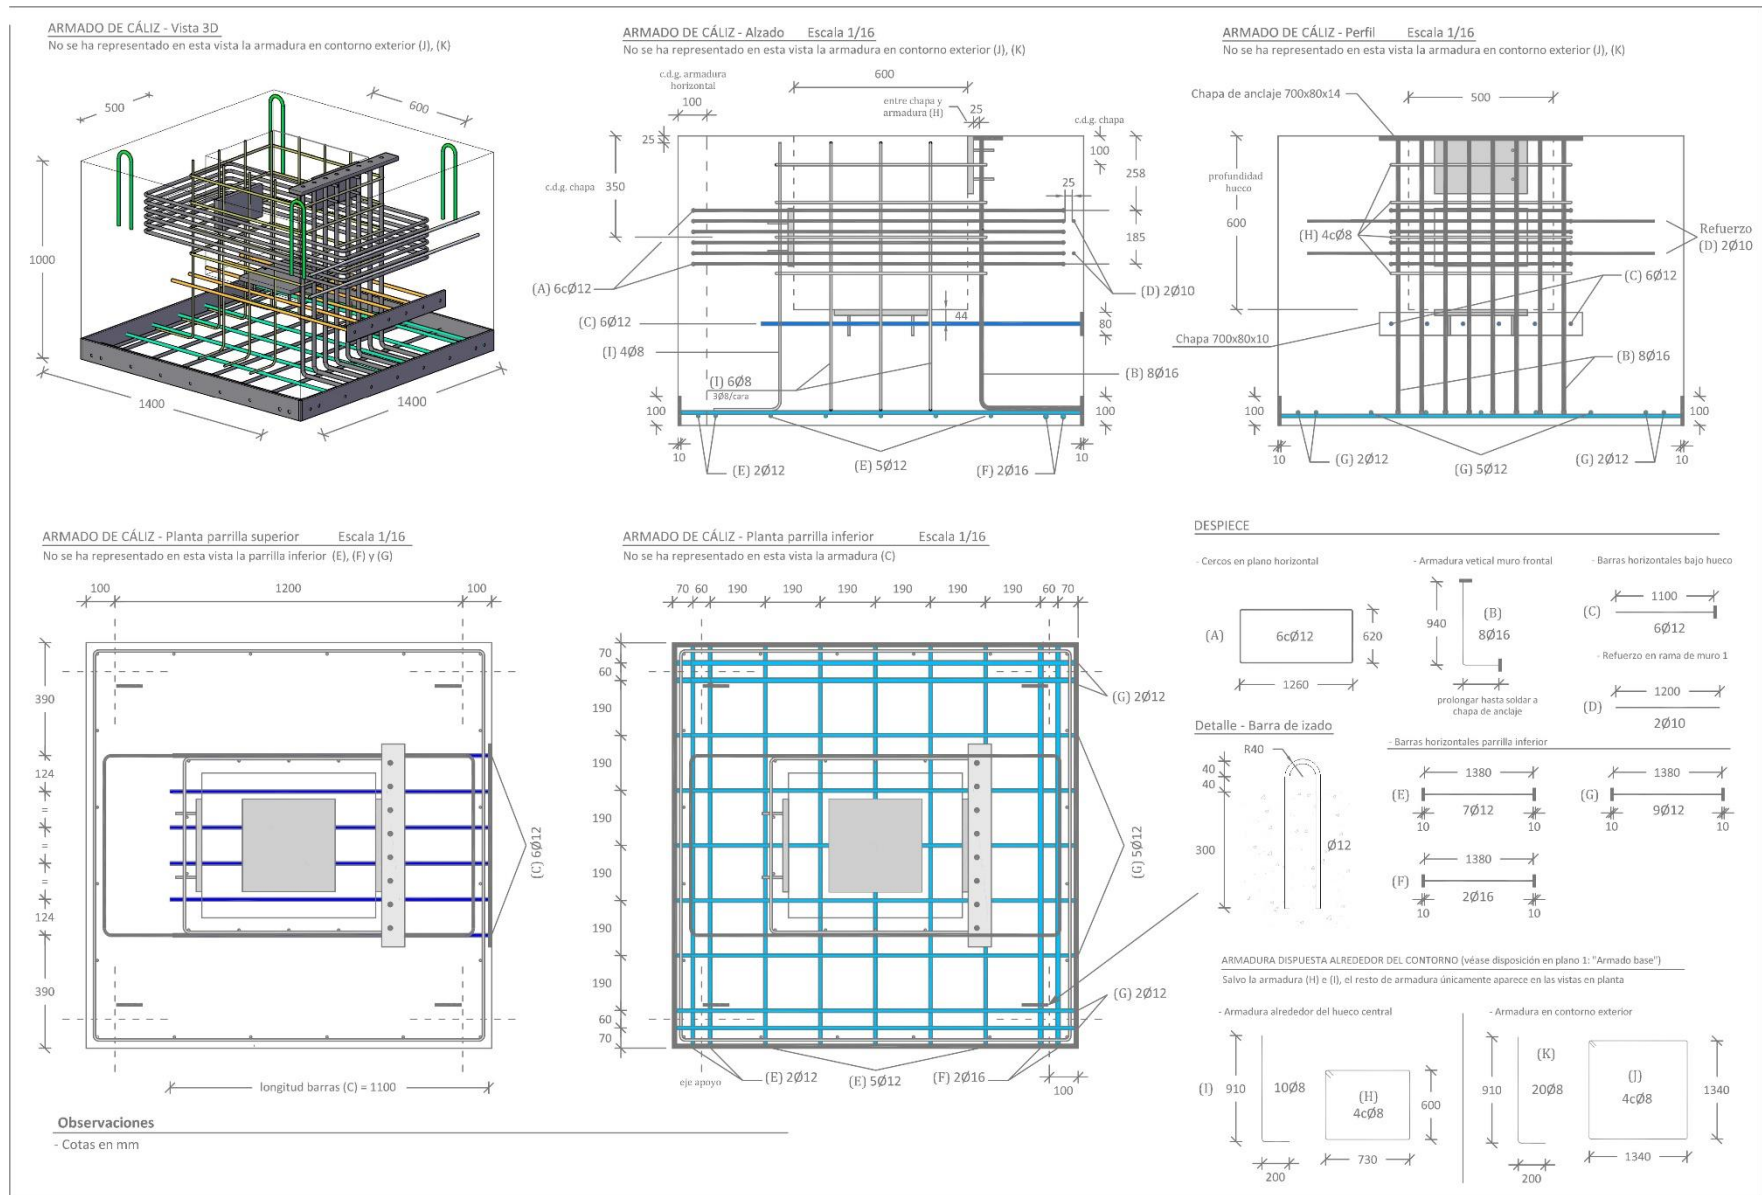 ARMADO DE CÁLIZ - Vista 3D
No se ha representado en esta vista la armadura en contorno exterior (J), (K)
500
600
1000
1400
1400
ARMADO DE CÁLIZ - Alzado Escala 1/16
No se ha representado en esta vista la armadura en contorno exterior (J), (K)
c.d.g. armadura
horizontal
100
600
entre chapa y
armadura (H)
25
c.d.g. chapa
100
25
c.d.g. chapa 350
258
25
185
(A) 6cØ12
(D) 2Ø10
(C) 6Ø12
44
80
(I) 4Ø8
(I) 6Ø8
3Ø8/cara
(B) 8Ø16
100
100
10
(E) 2Ø12
(E) 5Ø12
(F) 2Ø16
10
ARMADO DE CÁLIZ - Perfil Escala 1/16
No se ha representado en esta vista la armadura en contorno exterior (J), (K)
Chapa de anclaje 700x80x14
500
profundidad
hueco
600
(H) 4cØ8
Refuerzo
(D) 2Ø10
(C) 6Ø12
Chapa 700x80x10
(B) 8Ø16
100
100
10
(G) 2Ø12
(G) 5Ø12
(G) 2Ø12
10
ARMADO DE CÁLIZ - Planta parrilla superior Escala 1/16
No se ha representado en esta vista la parrilla inferior (E), (F) y (G)
100
1200
100
390
124
=
=
=
124
390
(C) 6Ø12
longitud barras (C) = 1100
ARMADO DE CÁLIZ - Planta parrilla inferior Escala 1/16
No se ha representado en esta vista la armadura (C)
70 60 190 190 190 190 190 190 60 70
70
60
190
190
190
190
190
190
60
70
(G) 2Ø12
(G) 5Ø12
(G) 2Ø12
eje apoyo
(E) 2Ø12
(E) 5Ø12
(F) 2Ø16
100
DESPIECE
- Cercos en plano horizontal
(A)
6cØ12
620
1260
- Armadura vetical muro frontal
940
(B)
8Ø16
prolongar hasta soldar a
chapa de anclaje
- Barras horizontales bajo hueco
1100
(C)
6Ø12
- Refuerzo en rama de muro 1
1200
(D)
2Ø10
Detalle - Barra de izado
R40
40
40
300
Ø12
- Barras horizontales parrilla inferior
1380
(E)
7Ø12
10
10
1380
(G)
9Ø12
10
10
1380
(F)
2Ø16
10
10
ARMADURA DISPUESTA ALREDEDOR DEL CONTORNO (véase disposición en plano 1: "Armado base")
Salvo la armadura (H) e (I), el resto de armadura únicamente aparece en las vistas en planta
- Armadura alrededor del hueco central
(I)
910
10Ø8
200
(H)
4cØ8
600
730
- Armadura en contorno exterior
(K)
910
20Ø8
200
(J)
4cØ8
1340
1340
Observaciones
- Cotas en mm